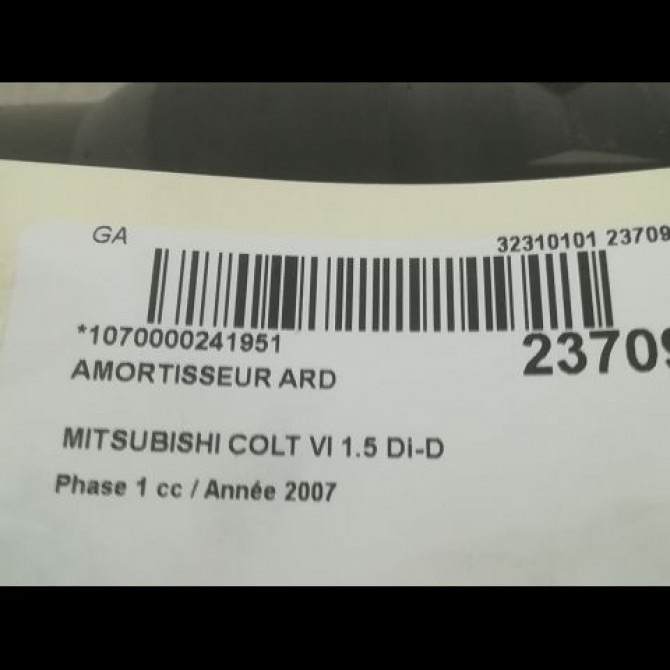 GA
32310101 23709
*1070000241951
23709
AMORTISSEUR ARD
MITSUBISHI COLT VI 1.5 Di-D
Phase 1 cc / Année 2007